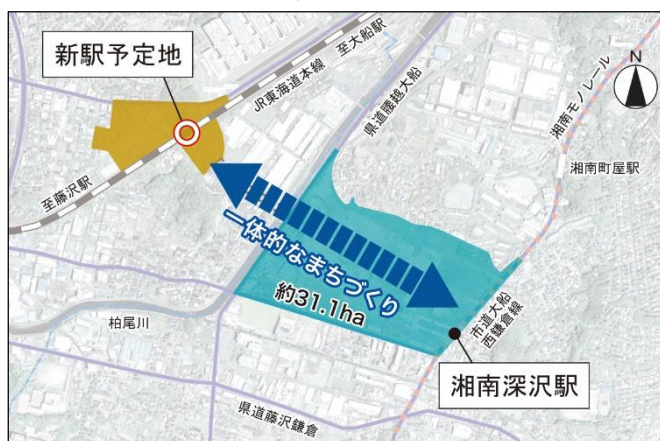 新駅予定地
至大船駅
JR東海道本線
県道腰越大船
湘南モノレール
N
湘南町屋駅
至藤沢駅
一体的なまちづくり
約31.1ha
柏尾川
市道大船
西鎌倉線
湘南深沢駅
県道藤沢鎌倉